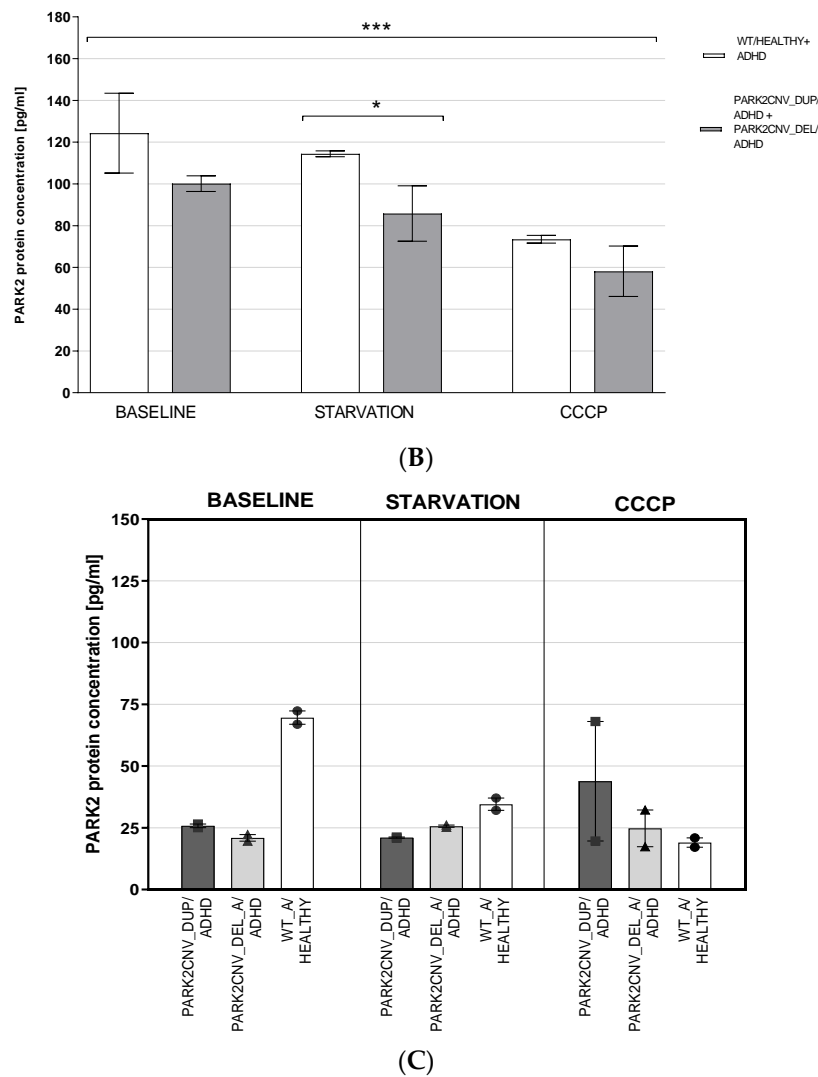 ***
*
PARK2 protein concentration [pg/ml]
180
160
140
120
100
80
60
40
20
0
BASELINE STARVATION CCCP
WT/HEALTHY+
ADHD
PARK2CNV_DUP/
ADHD +
PARK2CNV_DEL/
ADHD
(B)
BASELINE STARVATION CCCP
PARK2 protein concentration [pg/ml]
150
125
100
75
50
25
0
PARK2CNV_DUP/
ADHD
PARK2CNV_DEL_A/
ADHD
WT_A/
HEALTHY
PARK2CNV_DUP/
ADHD
PARK2CNV_DEL_A/
ADHD
WT_A/
HEALTHY
PARK2CNV_DUP/
ADHD
PARK2CNV_DEL_A/
ADHD
WT_A/
HEALTHY
(C)